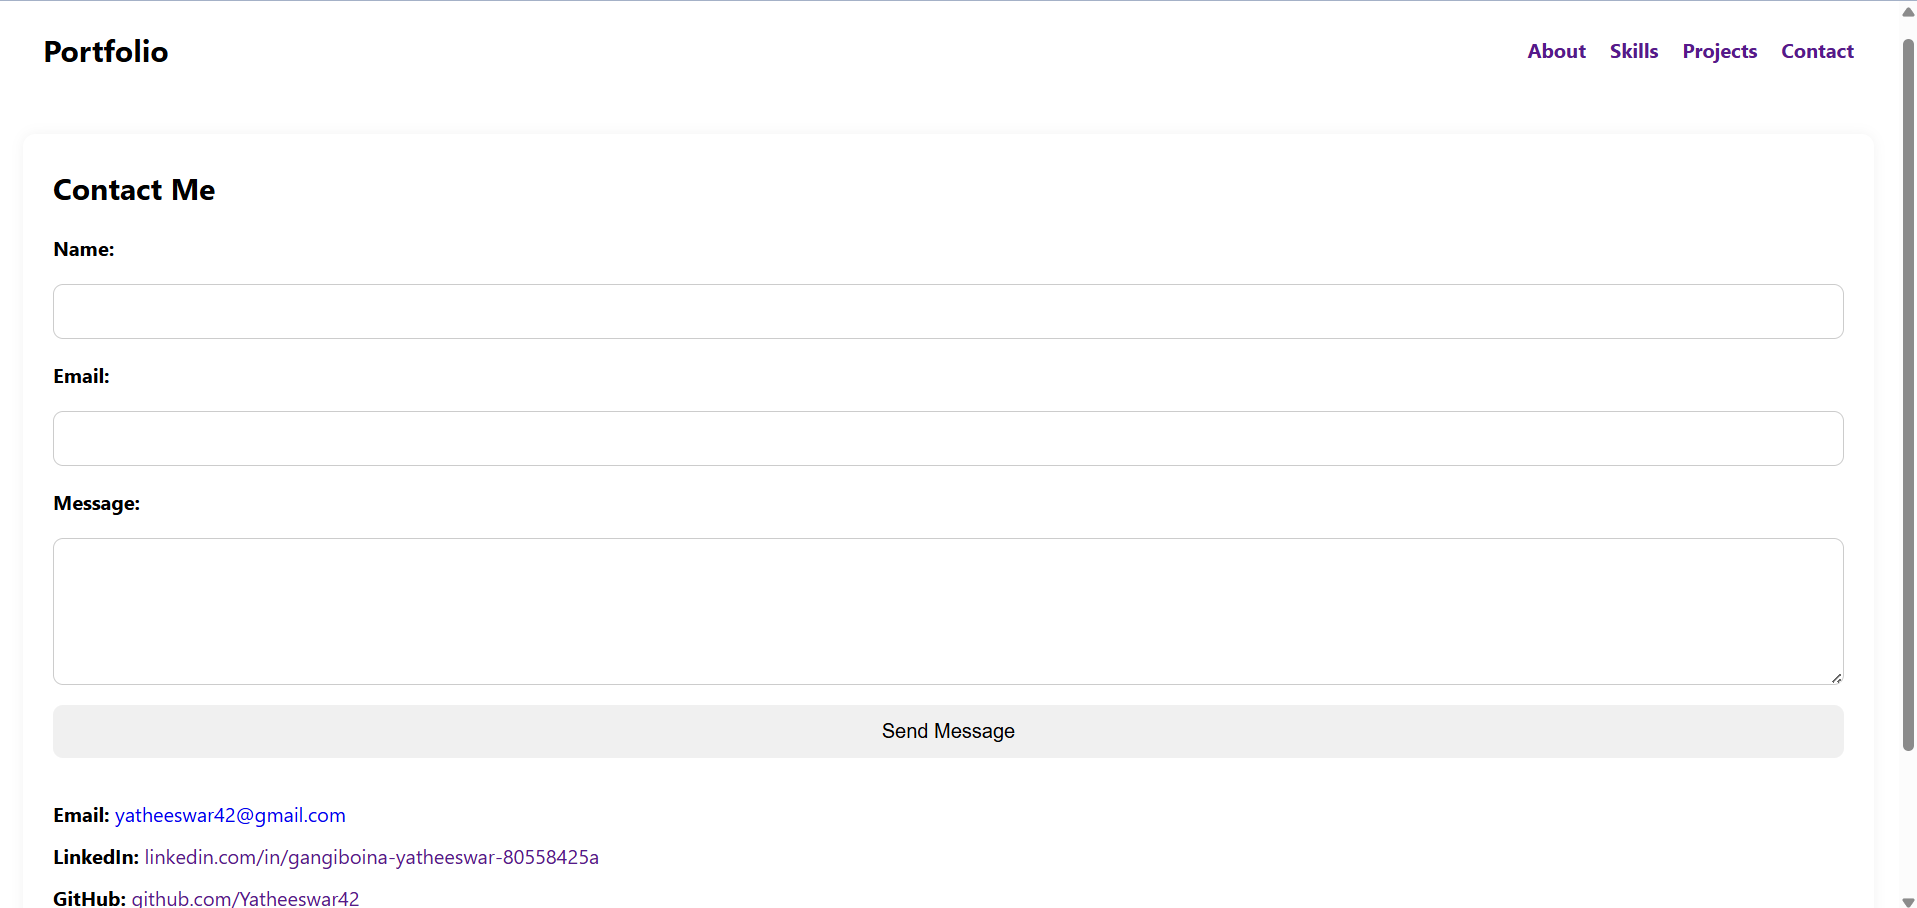 Portfolio
About Skills Projects Contact
Contact Me
Name:
Email:
Message:
Send Message
Email: yatheeswar42@gmail.com
LinkedIn: linkedin.com/in/gangiboina-yatheeswar-80558425a
GitHub: github.com/Yatheeswar42